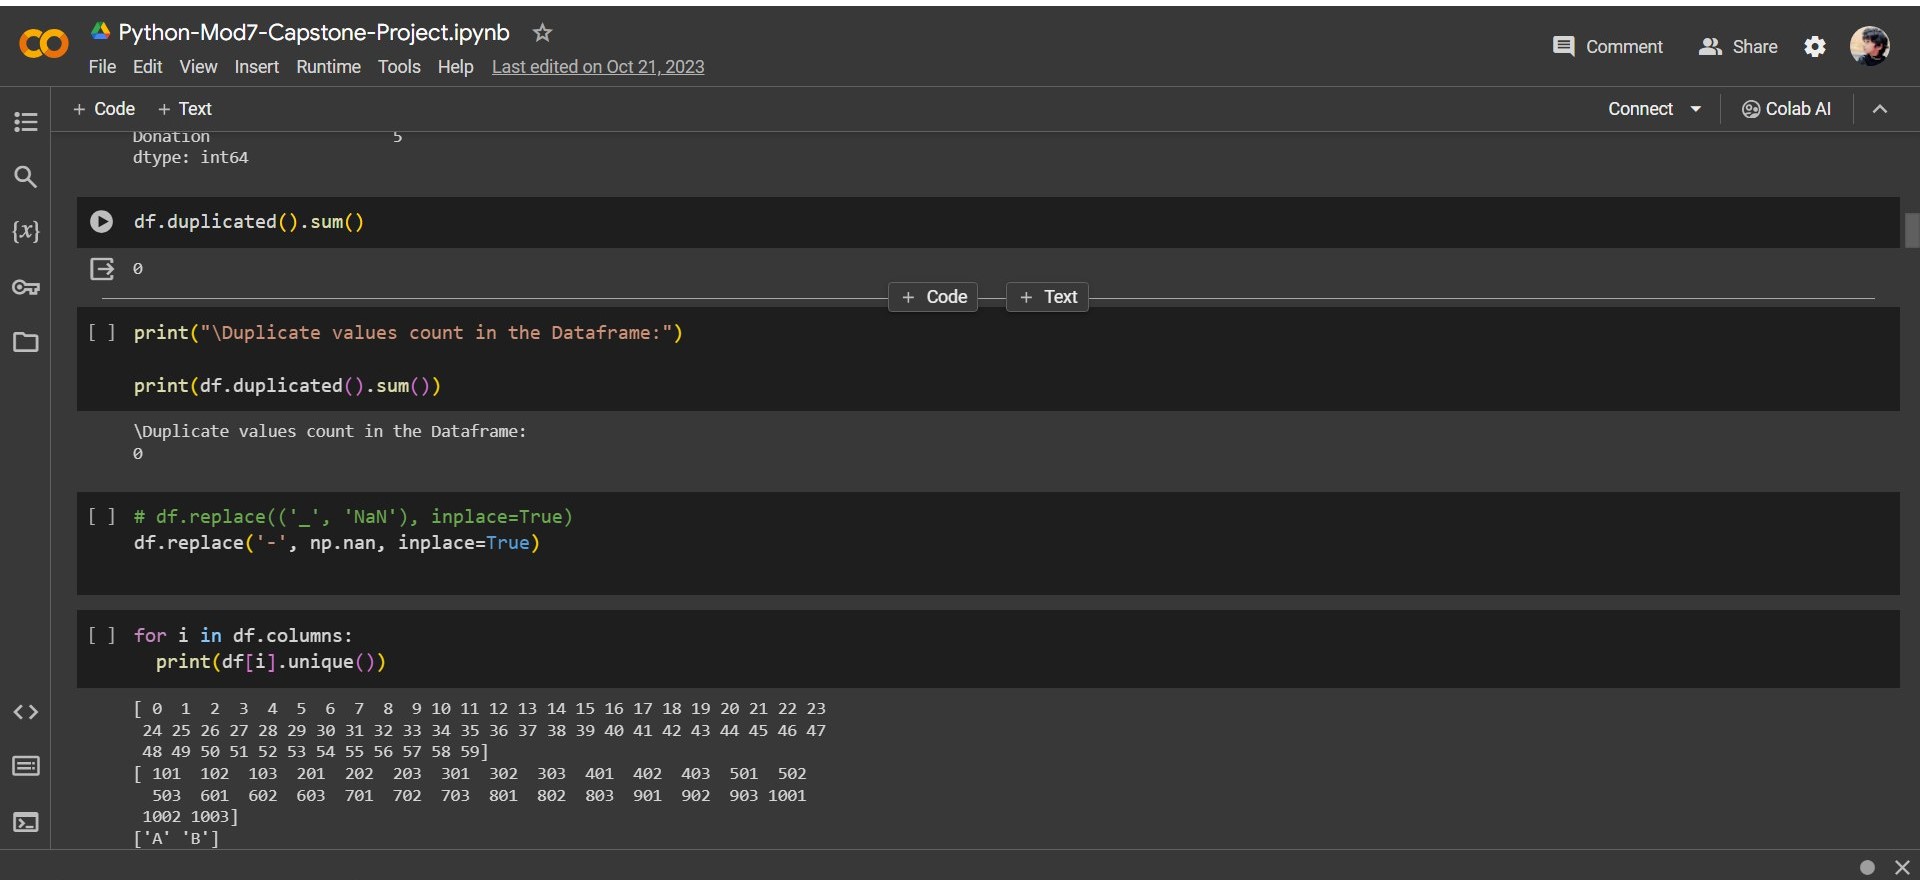 Python-Mod7-Capstone-Project.ipynb
File Edit View Insert Runtime Tools Help Last edited on Oct 21, 2023
Comment Share
+ Code + Text
Connect Colab AI
Donation 5
dtype: int64
df.duplicated().sum()
0
+ Code + Text
[ ] print("\Duplicate values count in the Dataframe:")
print(df.duplicated().sum())
\Duplicate values count in the Dataframe:
0
[ ] # df.replace(('_', 'NaN'), inplace=True)
df.replace('-', np.nan, inplace=True)
[ ] for i in df.columns:
print(df[i].unique())
[ 0 1 2 3 4 5 6 7 8 9 10 11 12 13 14 15 16 17 18 19 20 21 22 23
24 25 26 27 28 29 30 31 32 33 34 35 36 37 38 39 40 41 42 43 44 45 46 47
48 49 50 51 52 53 54 55 56 57 58 59]
[ 101 102 103 201 202 203 301 302 303 401 402 403 501 502
503 601 602 603 701 702 703 801 802 803 901 902 903 1001
1002 1003]
['A' 'B']
{x}